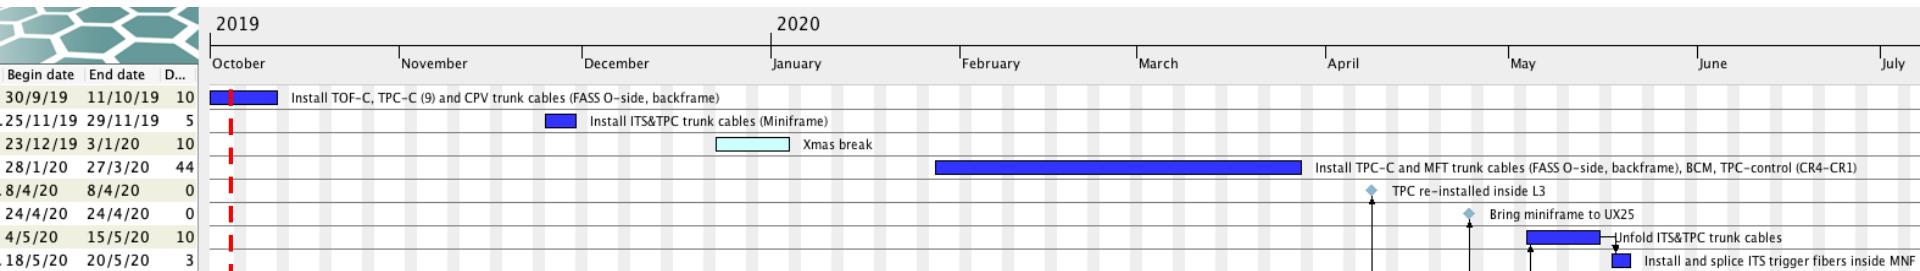 2019 2020
October November December January February March April May June July
Begin date End date D...
30/9/19 11/10/19 10 Install TOF-C, TPC-C (9) and CPV trunk cables (FASS O-side, backframe)
25/11/19 29/11/19 5 Install ITS&TPC trunk cables (Miniframe)
23/12/19 3/1/20 10 Xmas break
28/1/20 27/3/20 44 Install TPC-C and MFT trunk cables (FASS O-side, backframe), BCM, TPC-control (CR4-CR1)
8/4/20 8/4/20 0 TPC re-installed inside L3
24/4/20 24/4/20 0 Bring miniframe to UX25
4/5/20 15/5/20 10 Unfold ITS&TPC trunk cables
18/5/20 20/5/20 3 Install and splice ITS trigger fibers inside MNF